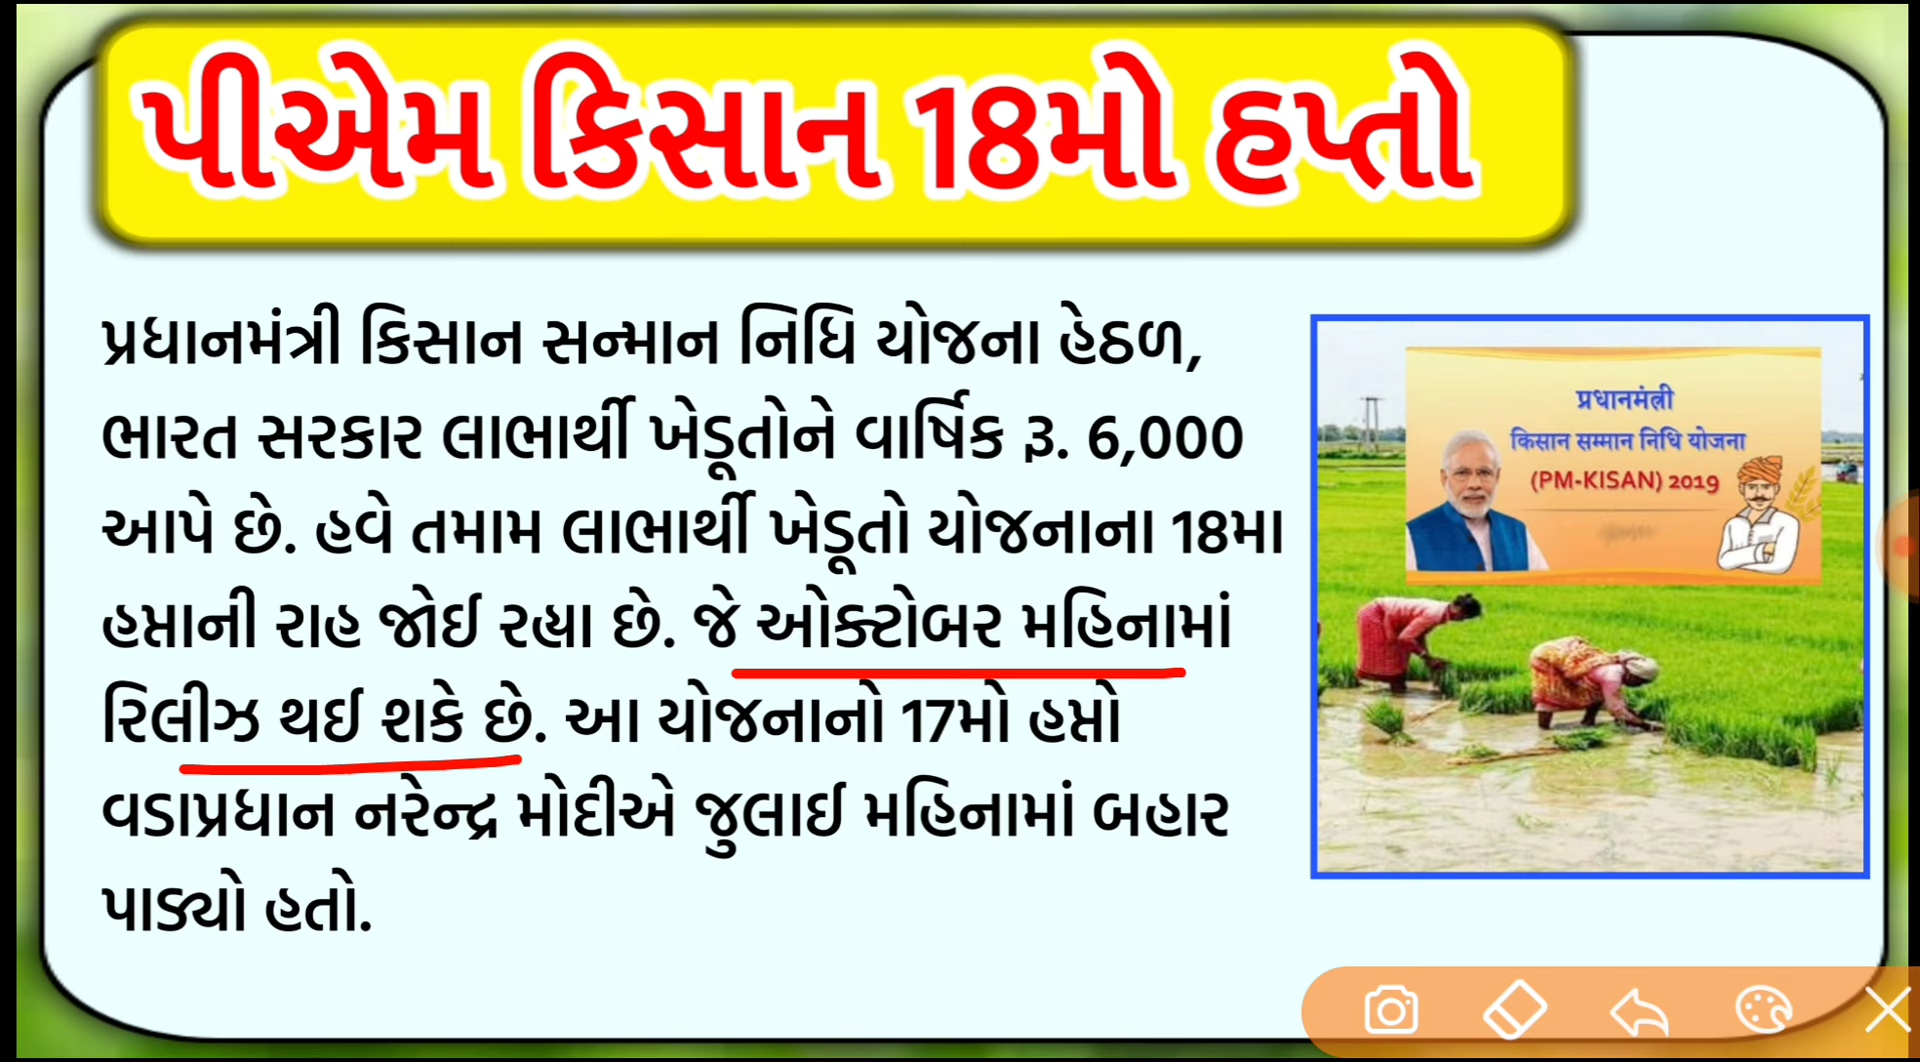 પીએમ કિસાન 18મો હપ્તો
પ્રધાનમંત્રી કિસાન સન્માન નિધિ યોજના હેઠળ,
ભારત સરકાર લાભાર્થી ખેડૂતોને વાર્ષિક રૂ. 6,000
આપે છે. હવે તમામ લાભાર્થી ખેડૂતો યોજનાના 18મા
હપ્તાની રાહ જોઈ રહ્યા છે. જે ઓક્ટોબર મહિનામાં
રિલીઝ થઈ શકે છે. આ યોજનાનો 17મો હપ્તો
વડાપ્રધાન નરેન્દ્ર મોદીએ જુલાઈ મહિનામાં બહાર
પાડ્યો હતો.
प्रधानमंत्री
किसान सम्मान निधि योजना
(PM-KISAN) 2019